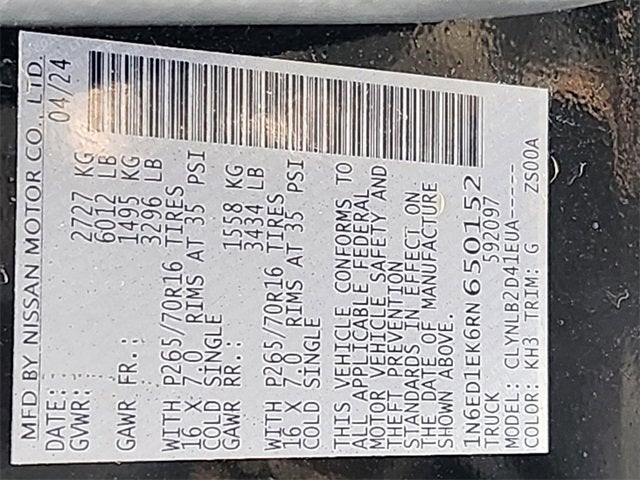 MFD BY NISSAN MOTOR CO., LTD.
DATE: 04/24
GVWR: 2727 KG
6012 LB
GAWR FR.: 1495 KG
3296 LB
WITH P265/70R16 TIRES
16 X 7.0 RIMS AT 35 PSI
COLD SINGLE
GAWR RR.: 1558 KG
3434 LB
WITH P265/70R16 TIRES
16 X 7.0 RIMS AT 35 PSI
COLD SINGLE
THIS VEHICLE CONFORMS TO
ALL APPLICABLE FEDERAL
MOTOR VEHICLE SAFETY AND
THEFT PREVENTION
STANDARDS IN EFFECT ON
THE DATE OF MANUFACTURE
SHOWN ABOVE.
1N6ED1EK6RN650152
TRUCK 592097
MODEL: CLYNLB2D41EUA-----
COLOR: KH3 TRIM: G ZS00A